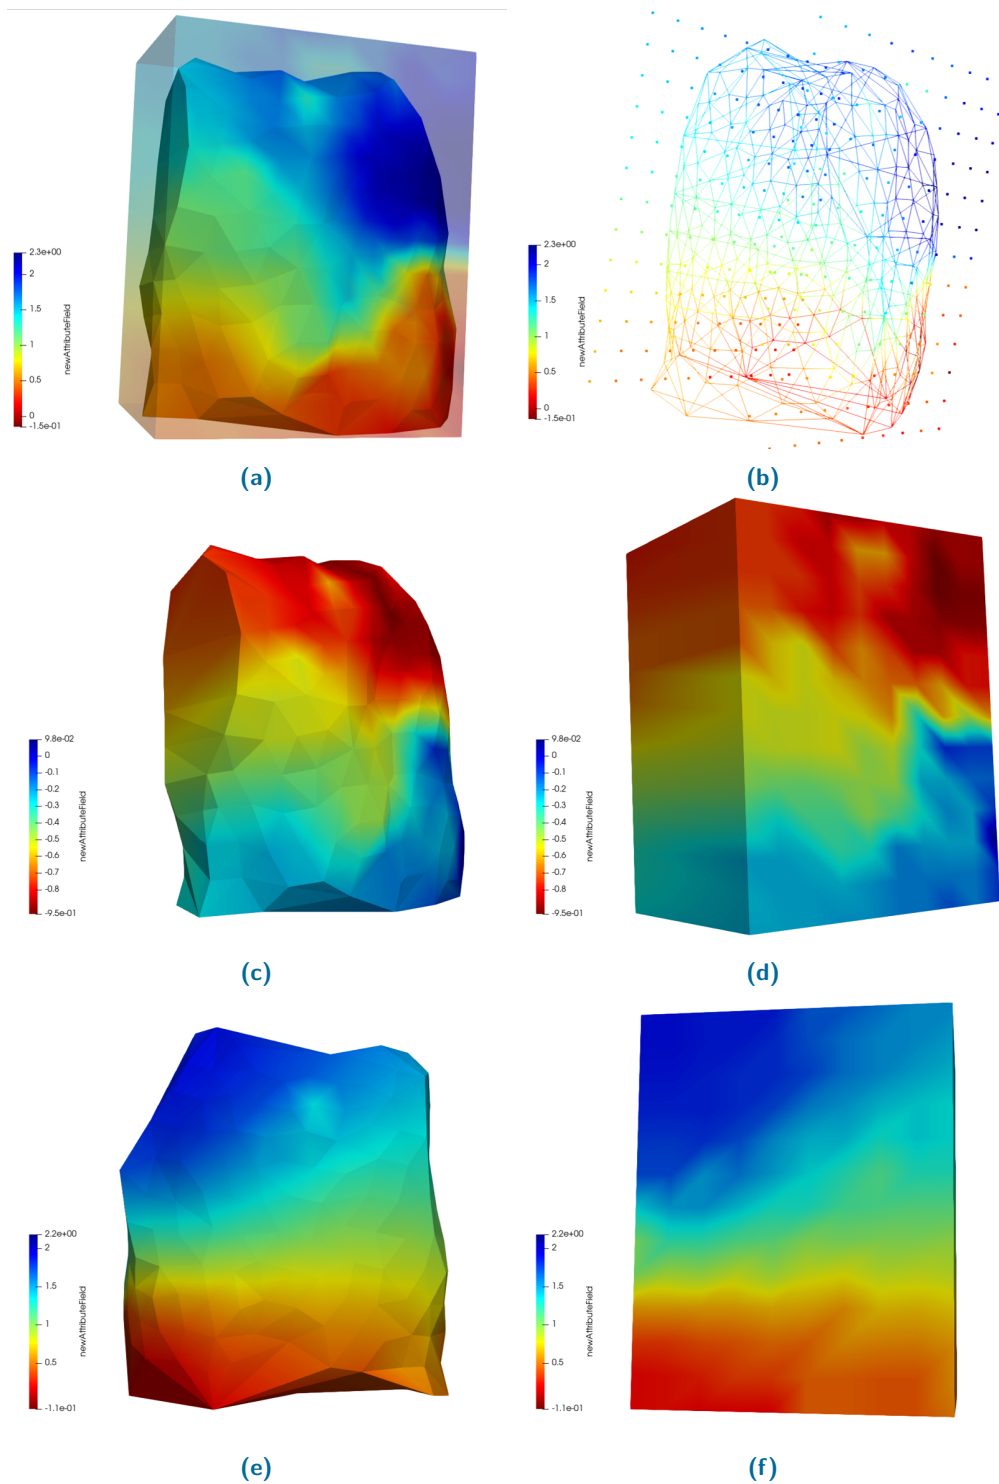 2.3e+00
2
1.5
1
0.5
0
-1.5e-01
newAttributeField
(a)
2.3e+00
2
1.5
1
0.5
0
-1.5e-01
newAttributeField
(b)
9.8e-02
0
-0.1
-0.2
-0.3
-0.4
-0.5
-0.6
-0.7
-0.8
-9.5e-01
newAttributeField
(c)
9.8e-02
0
-0.1
-0.2
-0.3
-0.4
-0.5
-0.6
-0.7
-0.8
-9.5e-01
newAttributeField
(d)
2.2e+00
2
1.5
1
0.5
-1.1e-01
newAttributeField
(e)
2.2e+00
2
1.5
1
0.5
-1.1e-01
newAttributeField
(f)